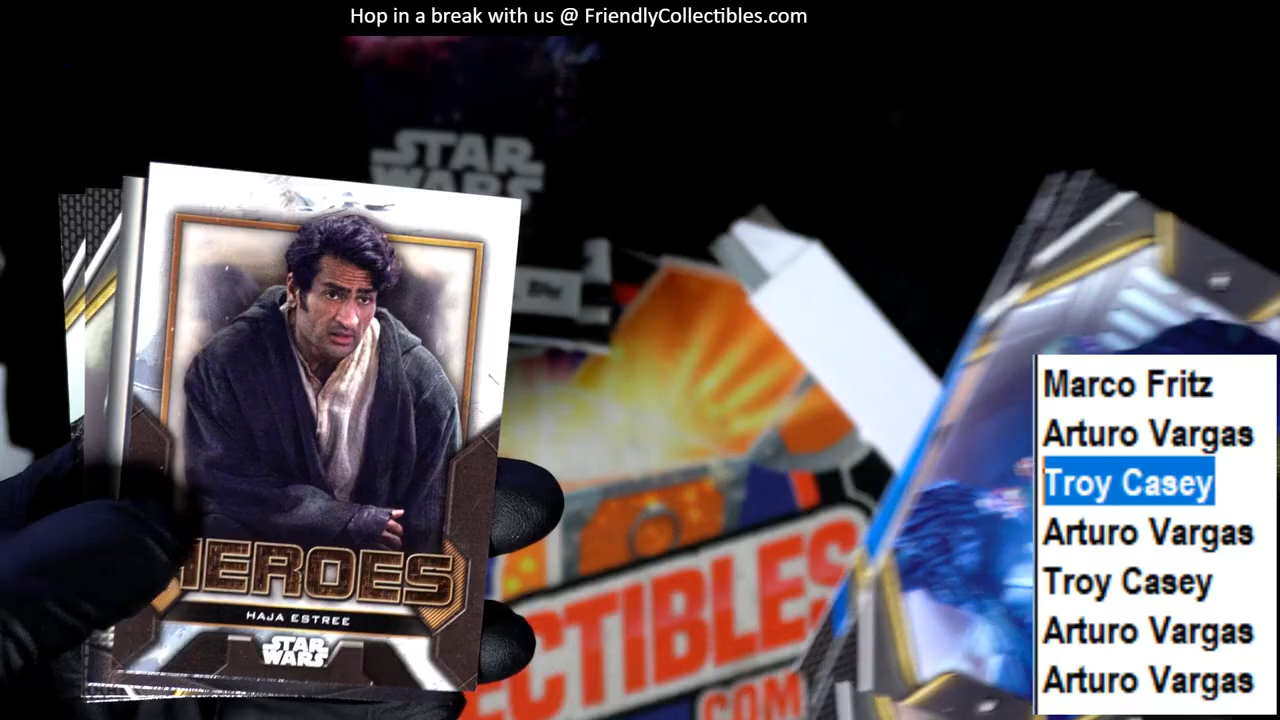 Hop in a break with us @ FriendlyCollectibles.com
STAR
WARS
HEROES
HAJA ESTREE
STAR
WARS
ECTIBLES
.COM
Marco Fritz
Arturo Vargas
Troy Casey
Arturo Vargas
Troy Casey
Arturo Vargas
Arturo Vargas